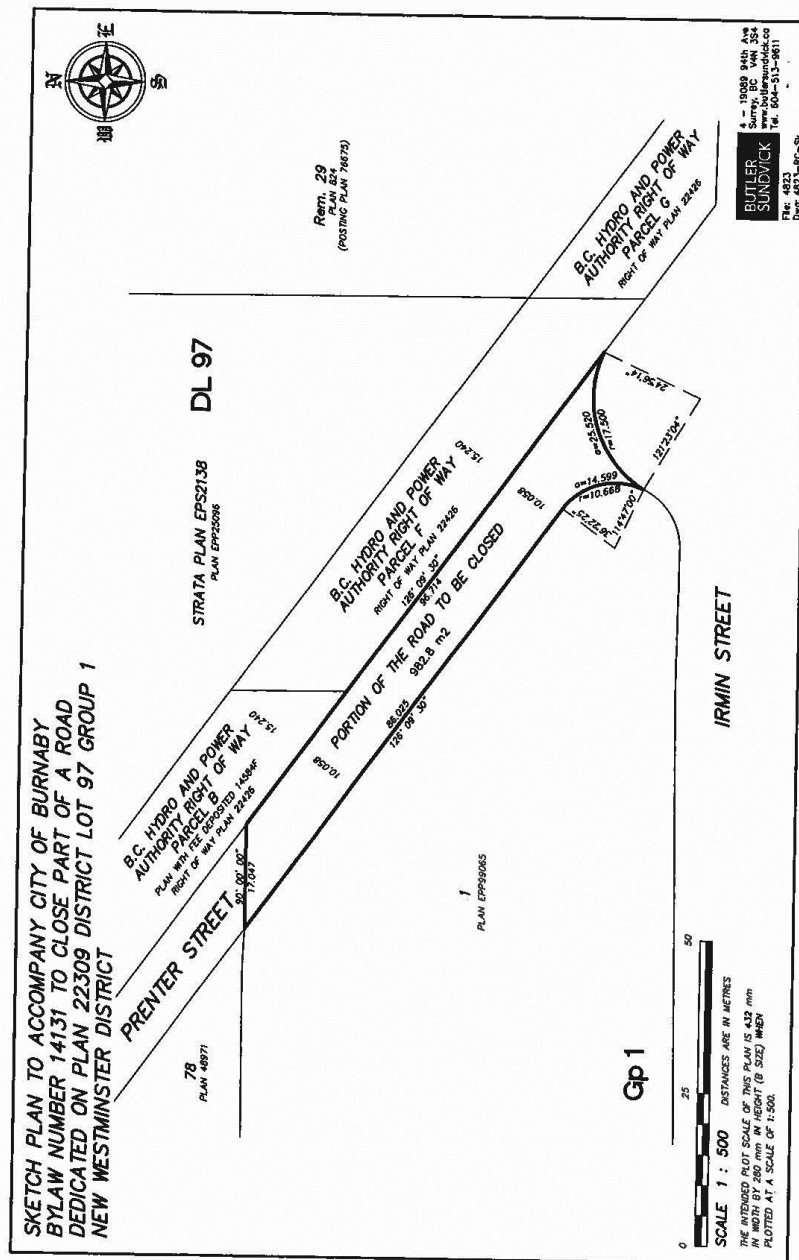 SKETCH PLAN TO ACCOMPANY CITY OF BURNABY
BYLAW NUMBER 14131 TO CLOSE PART OF A ROAD
DEDICATED ON PLAN 22309 DISTRICT LOT 97 GROUP 1
NEW WESTMINSTER DISTRICT
N
E
S
W
Rem. 29
PLAN 824
(POSTING PLAN 76675)
DL 97
STRATA PLAN EPS2138
PLAN EPP25096
B.C. HYDRO AND POWER
AUTHORITY RIGHT OF WAY
PARCEL B
PLAN WITH FEE DEPOSITED 14584F
RIGHT OF WAY PLAN 22426
15.240
B.C. HYDRO AND POWER
AUTHORITY RIGHT OF WAY
PARCEL F
RIGHT OF WAY PLAN 22426
15.240
B.C. HYDRO AND POWER
AUTHORITY RIGHT OF WAY
PARCEL G
RIGHT OF WAY PLAN 22426
PRENTER STREET
90° 00' 00"
17.047
78
PLAN 48971
10.058
126° 09' 30"
96.714
PORTION OF THE ROAD TO BE CLOSED
982.8 m2
86.025
126° 09' 30"
10.058
a=25.520
r=17.500
24°56'14"
121°23'04"
a=14.599
r=10.668
36°22'25"
114°47'00"
1
PLAN EPP99065
IRMIN STREET
Gp 1
0
25
50
SCALE 1 : 500
DISTANCES ARE IN METRES
THE INTENDED PLOT SCALE OF THIS PLAN IS 432 mm
IN WIDTH BY 280 mm IN HEIGHT (B SIZE) WHEN
PLOTTED AT A SCALE OF 1:500.
BUTLER
SUNDVICK
4 - 19089 94th Ave
Surrey, BC V4N 3S4
www.butlersundvick.ca
Tel. 604-513-9611
File: 4823